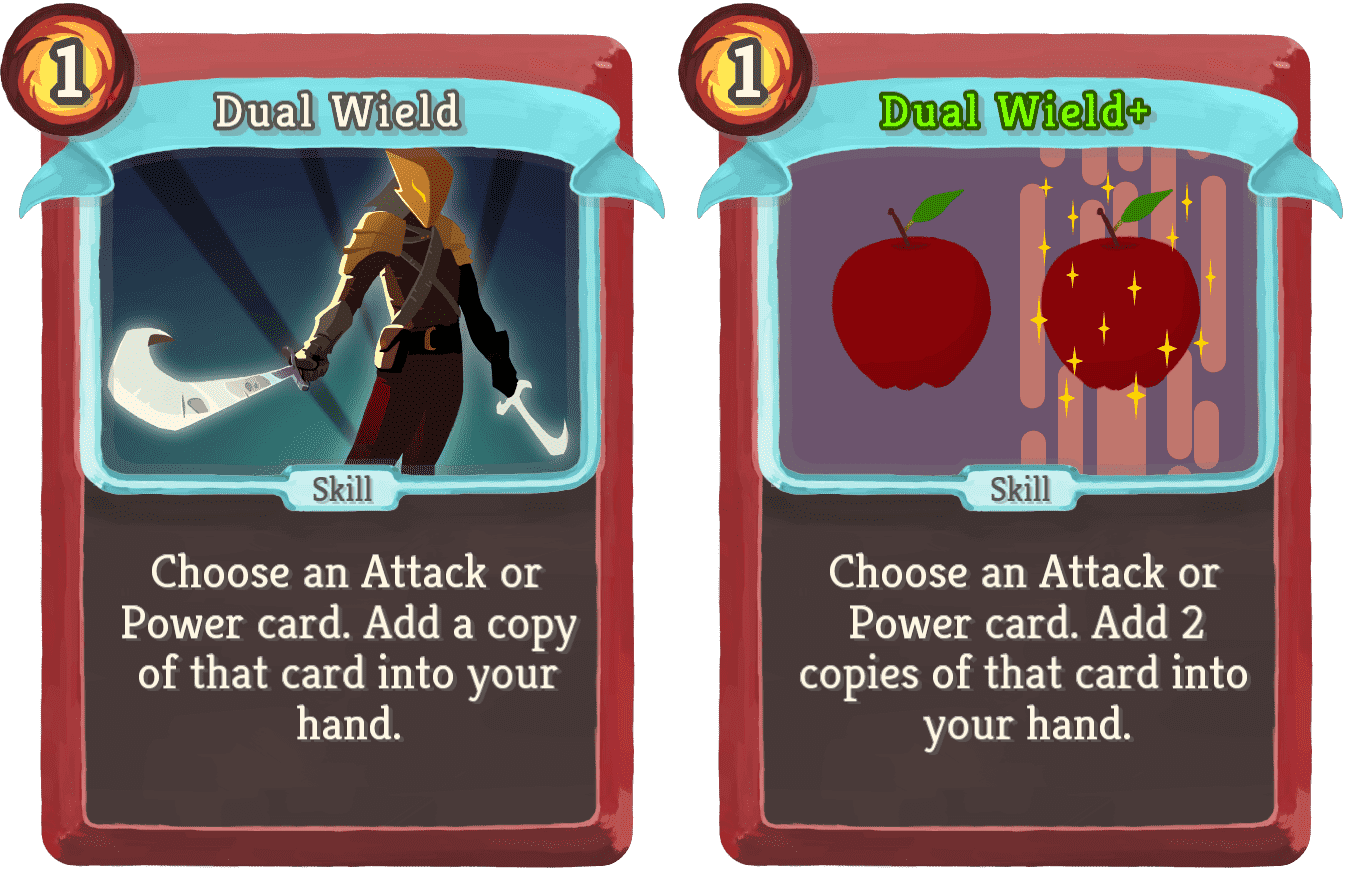 1
Dual Wield
Skill
Choose an Attack or
Power card. Add a copy
of that card into your
hand.
1
Dual Wield+
Skill
Choose an Attack or
Power card. Add 2
copies of that card into
your hand.